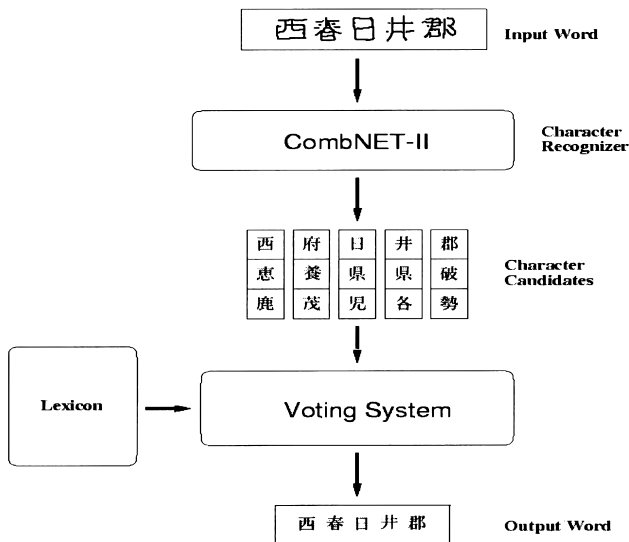 西春日井郡 Input Word
CombNET-II Character
Recognizer
西 府 日 井 郡
恵 養 県 県 破 Character
Candidates
鹿 茂 児 各 勢
Lexicon Voting System
西春日井郡 Output Word